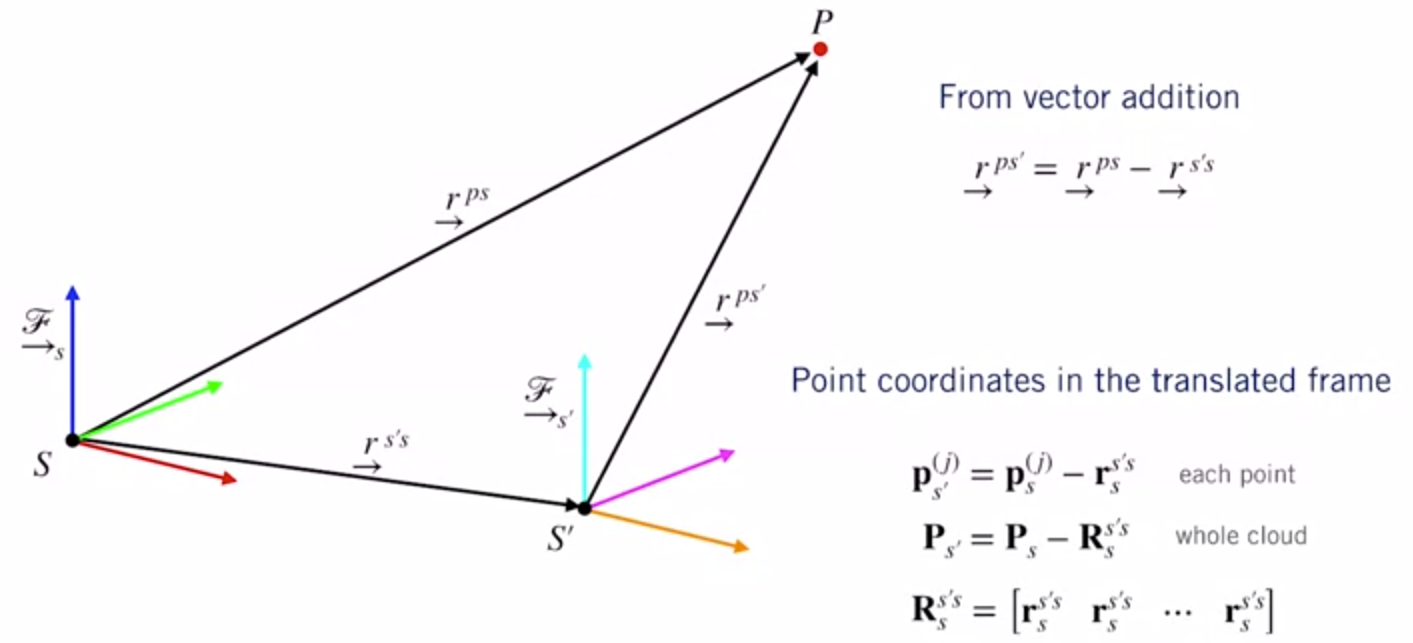 P
From vector addition
r^{ps'} = r^{ps} − r^{s's}
→ → →
r^{ps}
→
r^{ps'}
→
ℱ_s
→
Point coordinates in the translated frame
ℱ_{s'}
→
r^{s's}
→
S
p_{s'}^{(j)} = p_s^{(j)} − r_s^{s's} each point
S'
P_{s'} = P_s − R_s^{s's} whole cloud
R_s^{s's} = [r_s^{s's} r_s^{s's} ⋯ r_s^{s's}]